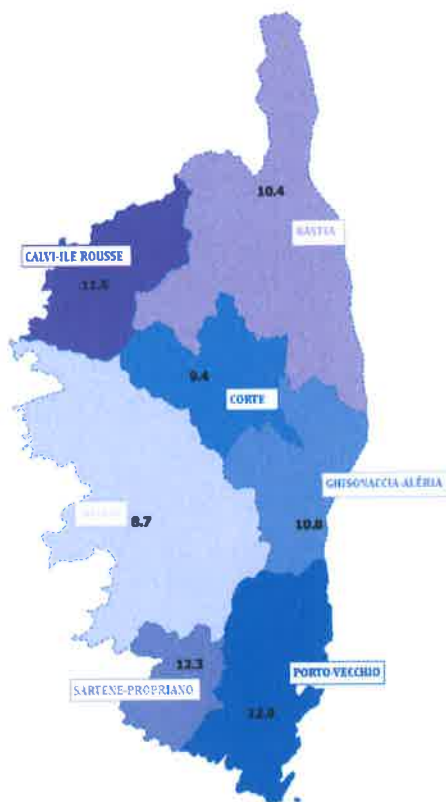 10.4
BASTIA
CALVI-ILE ROUSSE
11.5
9.4
CORTE
GHISONACCIA-ALÉRIA
8.7
10.8
12.3
SARTENE-PROPRIANO
PORTO-VECCHIO